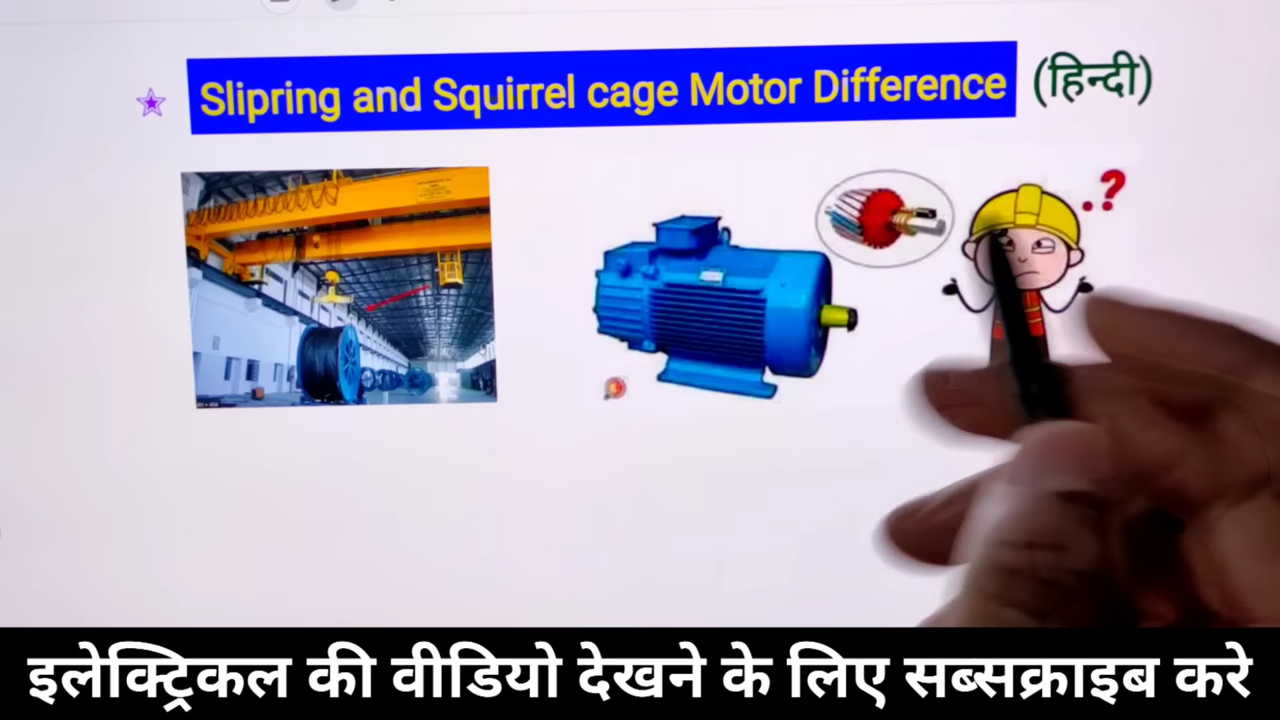 Slipring and Squirrel cage Motor Difference (हिन्दी)
.?
इलेक्ट्रिकल की वीडियो देखने के लिए सब्सक्राइब करे